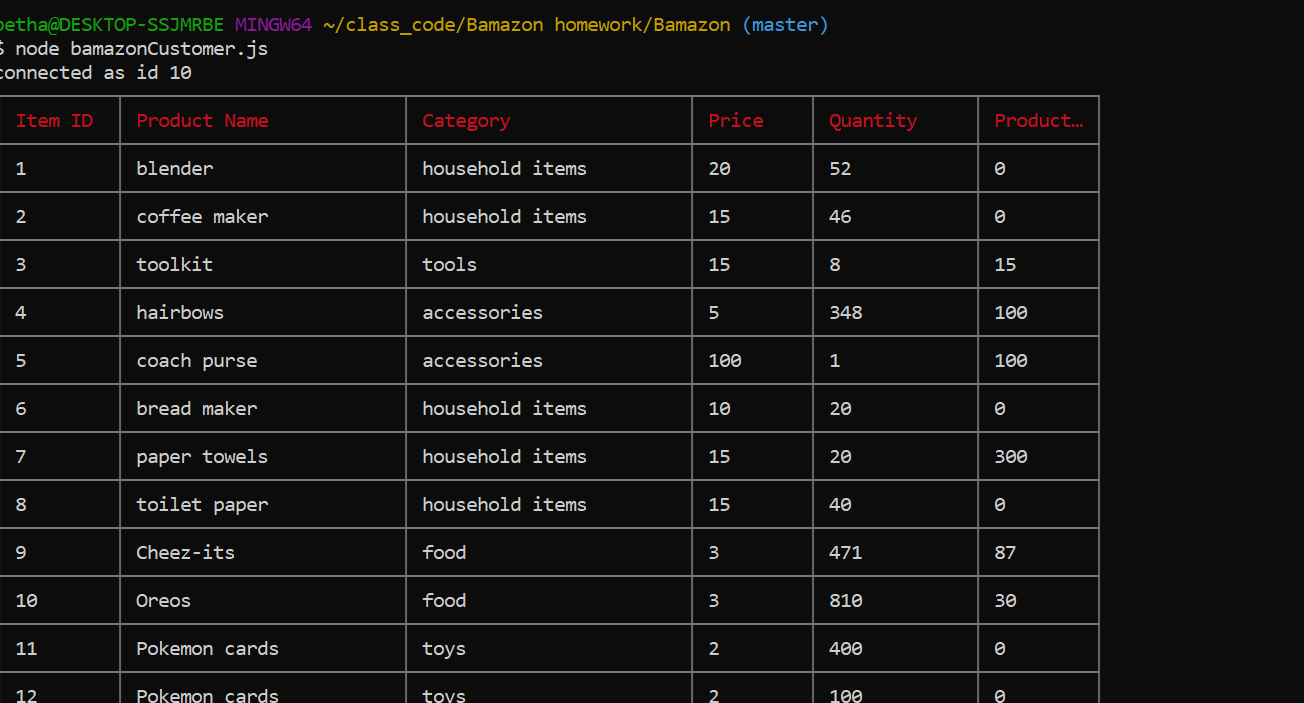 betha@DESKTOP-SSJMRBE MINGW64 ~/class_code/Bamazon homework/Bamazon (master)
$ node bamazonCustomer.js
connected as id 10
Item ID Product Name Category Price Quantity Product…
1 blender household items 20 52 0
2 coffee maker household items 15 46 0
3 toolkit tools 15 8 15
4 hairbows accessories 5 348 100
5 coach purse accessories 100 1 100
6 bread maker household items 10 20 0
7 paper towels household items 15 20 300
8 toilet paper household items 15 40 0
9 Cheez-its food 3 471 87
10 Oreos food 3 810 30
11 Pokemon cards toys 2 400 0
12 Pokemon cards toys 2 100 0